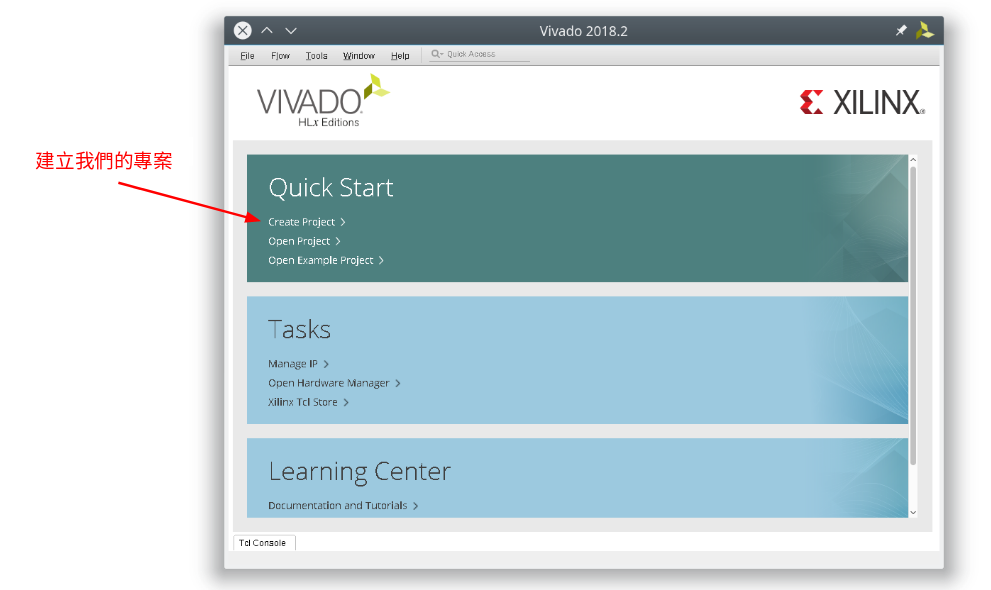 Vivado 2018.2
File Flow Tools Window Help Quick Access
VIVADO
HLx Editions
XILINX
建立我們的專案
Quick Start
Create Project
Open Project
Open Example Project
Tasks
Manage IP
Open Hardware Manager
Xilinx Tcl Store
Learning Center
Documentation and Tutorials
Tcl Console